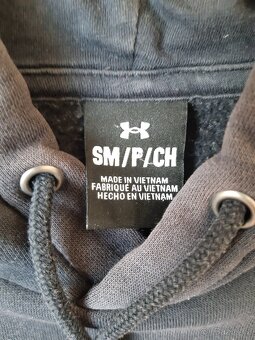 SM/P/CH
MADE IN VIETNAM
FABRIQUÉ AU VIETNAM
HECHO EN VIETNAM